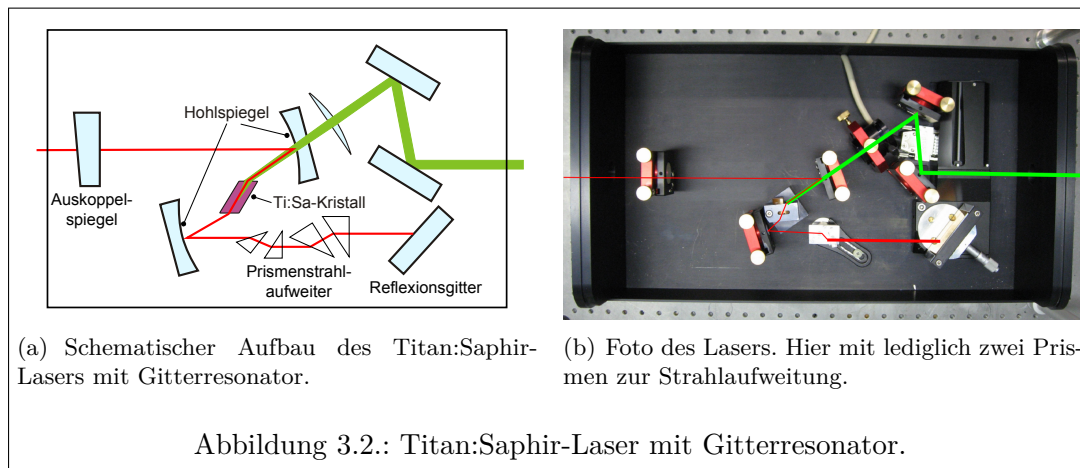 Hohlspiegel
Auskoppel-
spiegel
Ti:Sa-Kristall
Prismenstrahl-
aufweiter
Reflexionsgitter
(a) Schematischer Aufbau des Titan:Saphir-
Lasers mit Gitterresonator.
(b) Foto des Lasers. Hier mit lediglich zwei Pris-
men zur Strahlaufweitung.
Abbildung 3.2.: Titan:Saphir-Laser mit Gitterresonator.